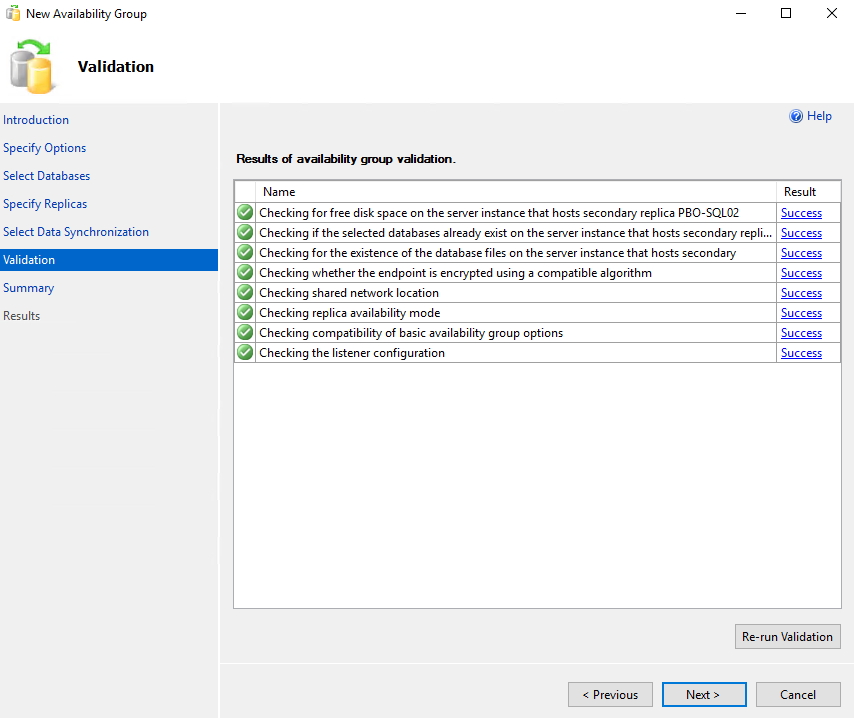 New Availability Group
Validation
Introduction
Specify Options
Select Databases
Specify Replicas
Select Data Synchronization
Validation
Summary
Results
Help
Results of availability group validation.
Name Result
Checking for free disk space on the server instance that hosts secondary replica PBO-SQL02 Success
Checking if the selected databases already exist on the server instance that hosts secondary repli... Success
Checking for the existence of the database files on the server instance that hosts secondary Success
Checking whether the endpoint is encrypted using a compatible algorithm Success
Checking shared network location Success
Checking replica availability mode Success
Checking compatibility of basic availability group options Success
Checking the listener configuration Success
Re-run Validation
< Previous Next > Cancel